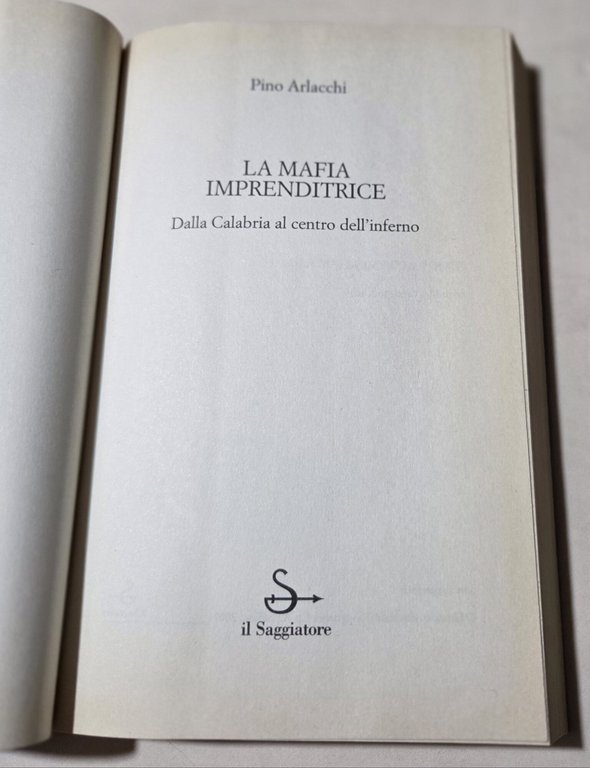 Pino Arlacchi
LA MAFIA
IMPRENDITRICE
Dalla Calabria al centro dell'inferno
il Saggiatore